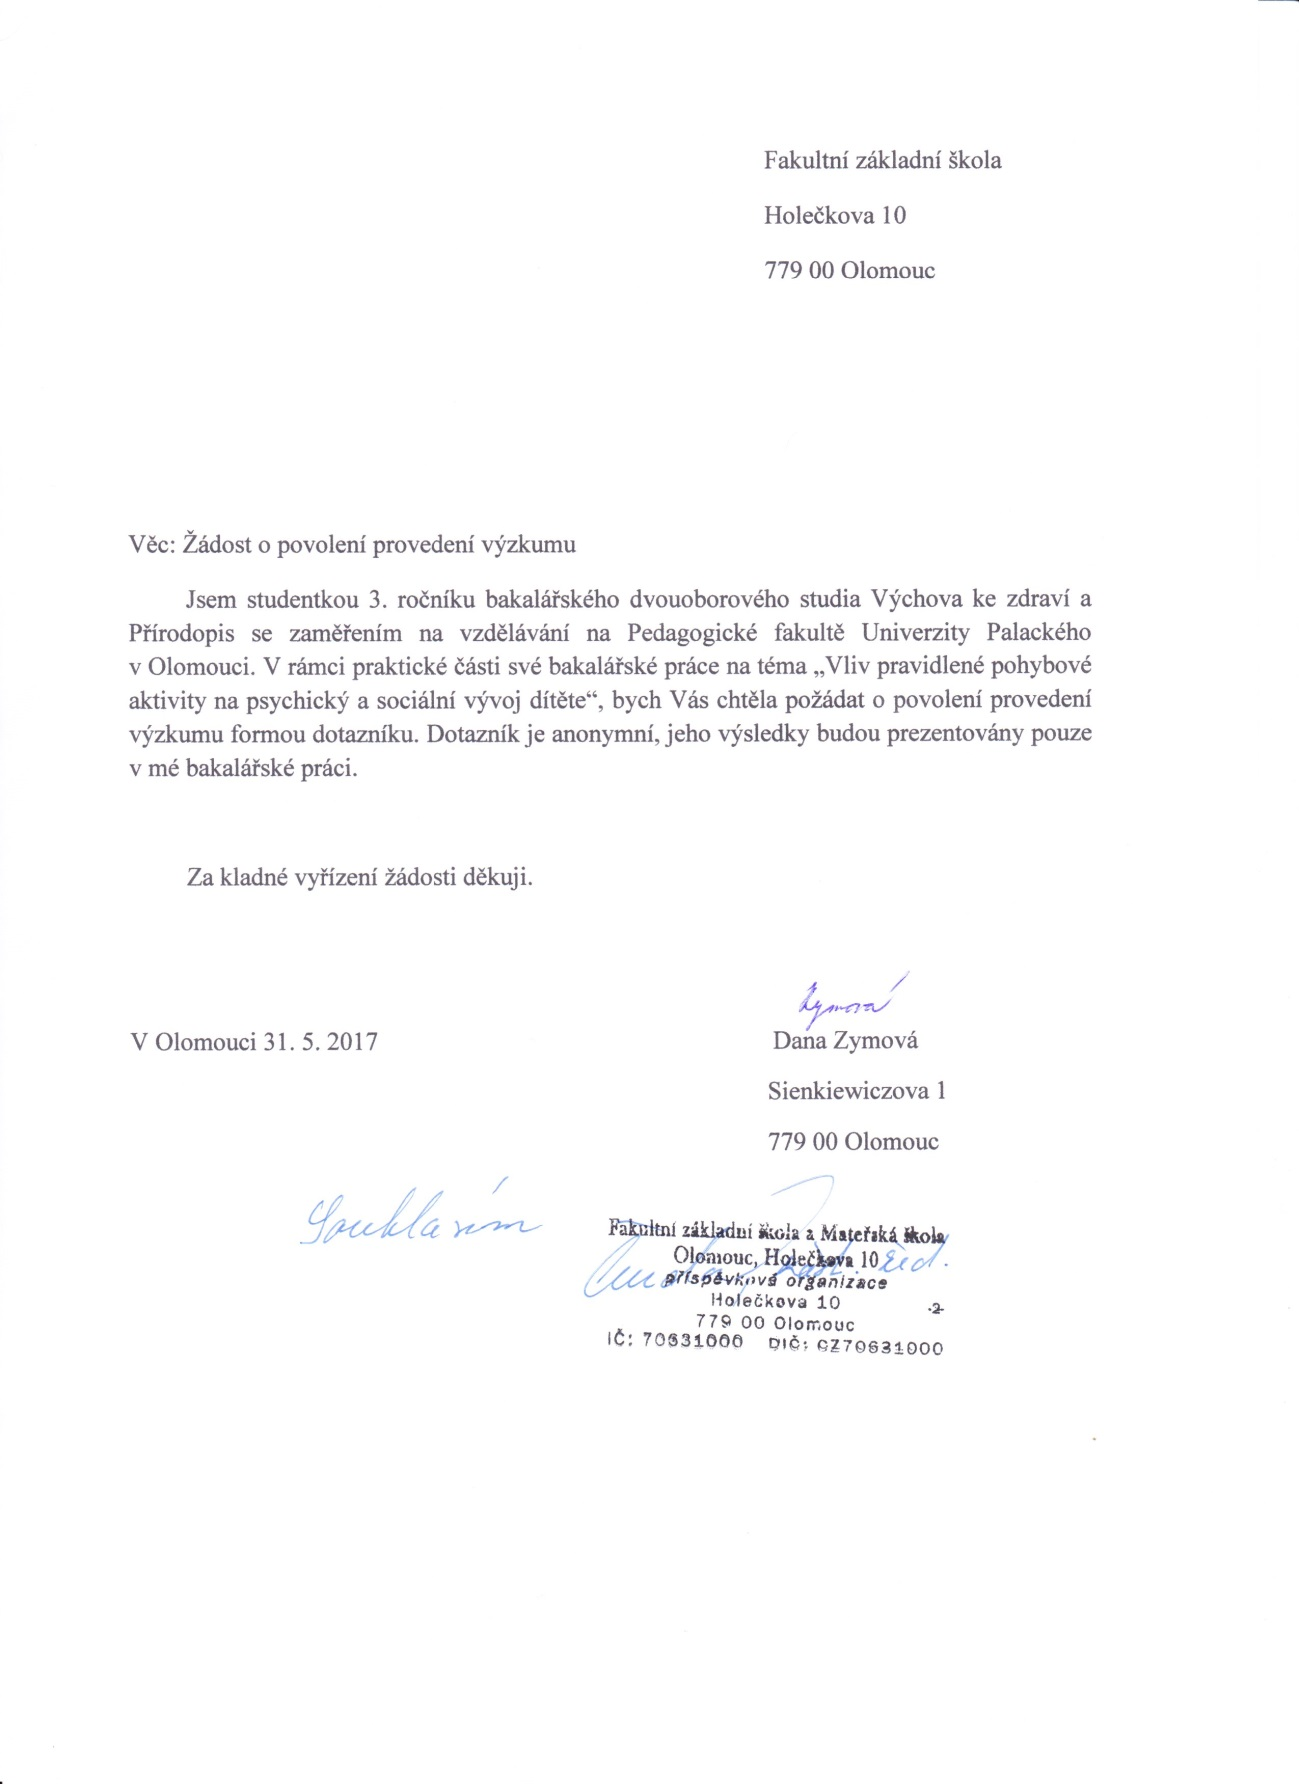 Fakultní základní škola
Holečkova 10
779 00 Olomouc
Věc: Žádost o povolení provedení výzkumu
Jsem studentkou 3. ročníku bakalářského dvouoborového studia Výchova ke zdraví a
Přírodopis se zaměřením na vzdělávání na Pedagogické fakultě Univerzity Palackého
v Olomouci. V rámci praktické části své bakalářské práce na téma „Vliv pravidlené pohybové
aktivity na psychický a sociální vývoj dítěte“, bych Vás chtěla požádat o povolení provedení
výzkumu formou dotazníku. Dotazník je anonymní, jeho výsledky budou prezentovány pouze
v mé bakalářské práci.
Za kladné vyřízení žádosti děkuji.
Zymová
V Olomouci 31. 5. 2017
Dana Zymová
Sienkiewiczova 1
779 00 Olomouc
Souhlasím
Fakultní základní škola a Mateřská škola
Olomouc, Holečkova 10
příspěvková organizace
Holečkova 10 -2-
779 00 Olomouc
IČ: 70631000 DIČ: CZ70631000